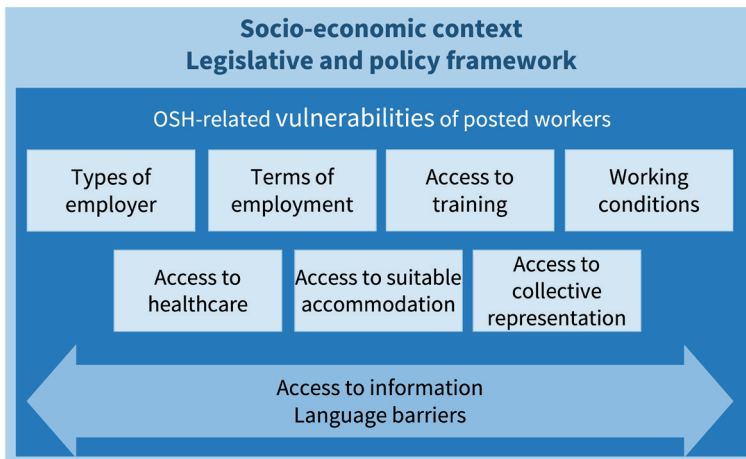 Socio-economic context
Legislative and policy framework
OSH-related vulnerabilities of posted workers
Types of
employer
Terms of
employment
Access to
training
Working
conditions
Access to
healthcare
Access to suitable
accommodation
Access to
collective
representation
Access to information
Language barriers